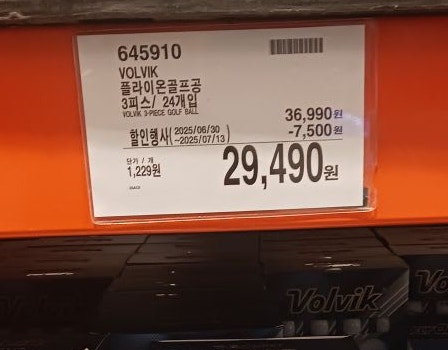 645910
VOLVIK
플라이온골프공
3피스/ 24개입
VOLVIK 3-PIECE GOLF BALL
36,990원
할인행사(2025/06/30 ~2025/07/13) -7,500원
단가 / 개
1,229원
29,490원
Volvik
Vo